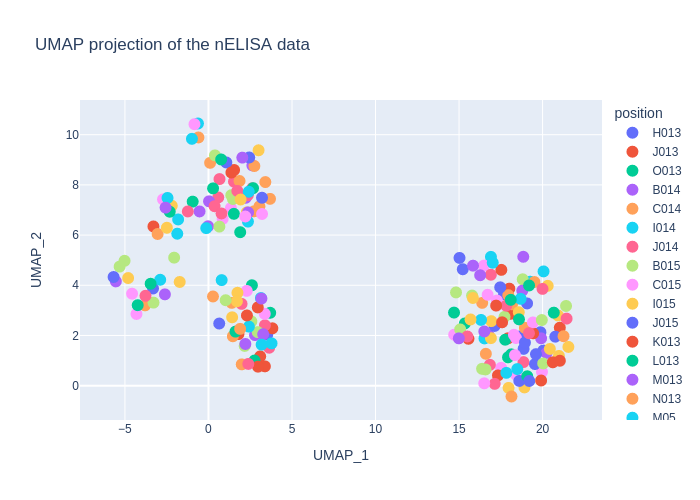 UMAP projection of the nELISA data
position
H013
J013
O013
B014
C014
I014
J014
B015
C015
I015
J015
K013
L013
M013
N013
M05
10
8
6
4
2
0
UMAP_2
−5
0
5
10
15
20
UMAP_1